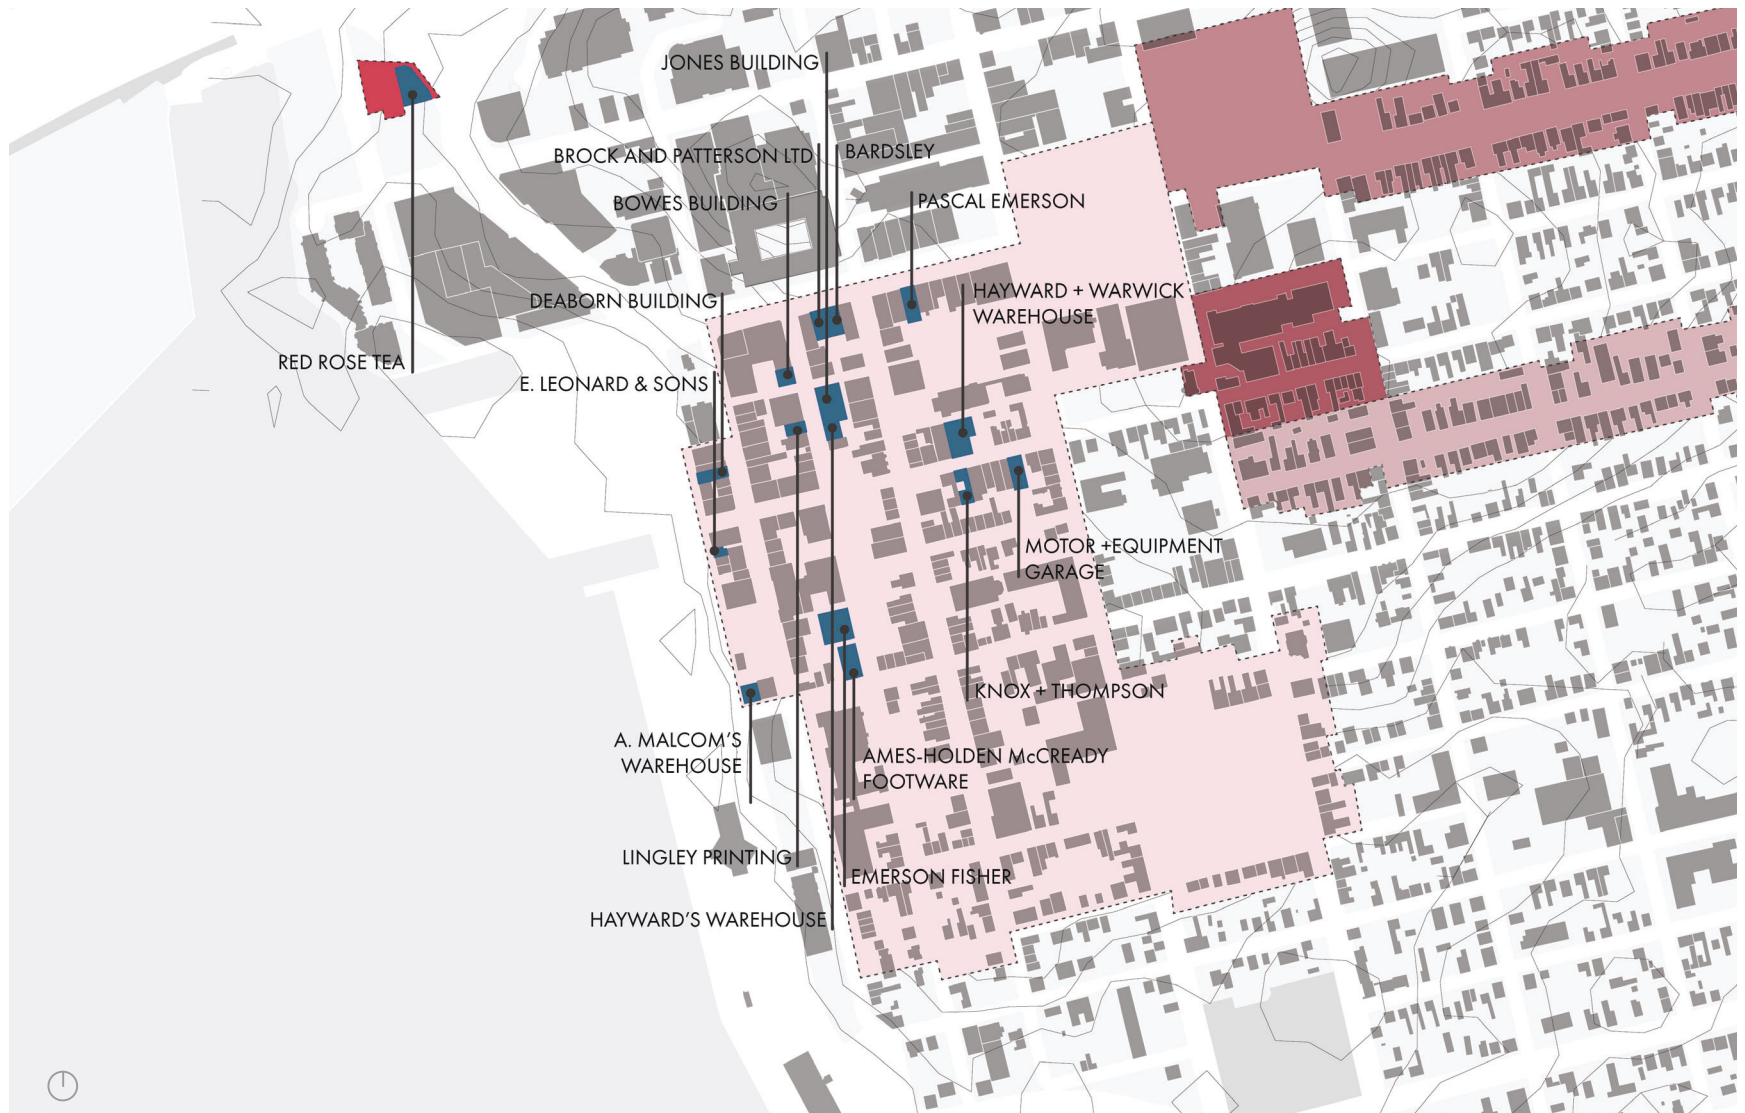 JONES BUILDING
BROCK AND PATTERSON LTD
BARDSLEY
BOWES BUILDING
PASCAL EMERSON
DEABORN BUILDING
HAYWARD + WARWICK
WAREHOUSE
RED ROSE TEA
E. LEONARD & SONS
MOTOR +EQUIPMENT
GARAGE
KNOX + THOMPSON
A. MALCOM'S
WAREHOUSE
AMES-HOLDEN McCREADY
FOOTWARE
LINGLEY PRINTING
EMERSON FISHER
HAYWARD'S WAREHOUSE